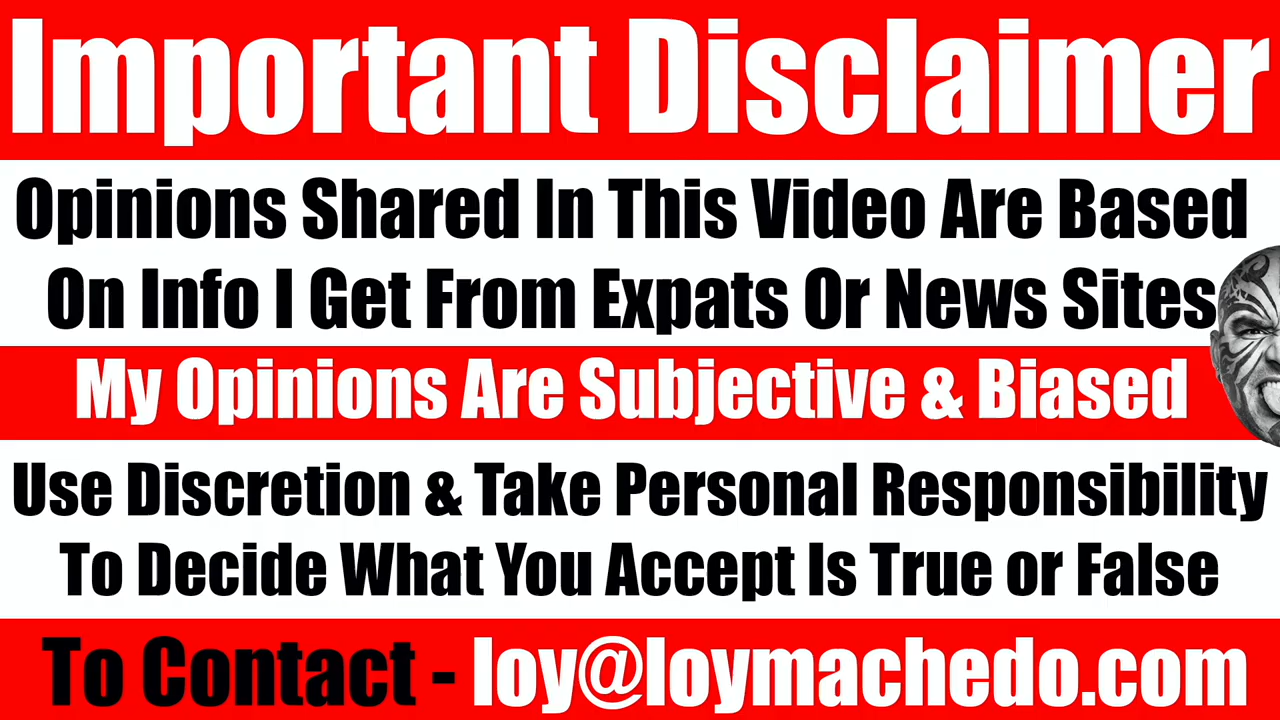 Important Disclaimer
Opinions Shared In This Video Are Based
On Info I Get From Expats Or News Sites
My Opinions Are Subjective & Biased
Use Discretion & Take Personal Responsibility
To Decide What You Accept Is True or False
To Contact - loy@loymachedo.com